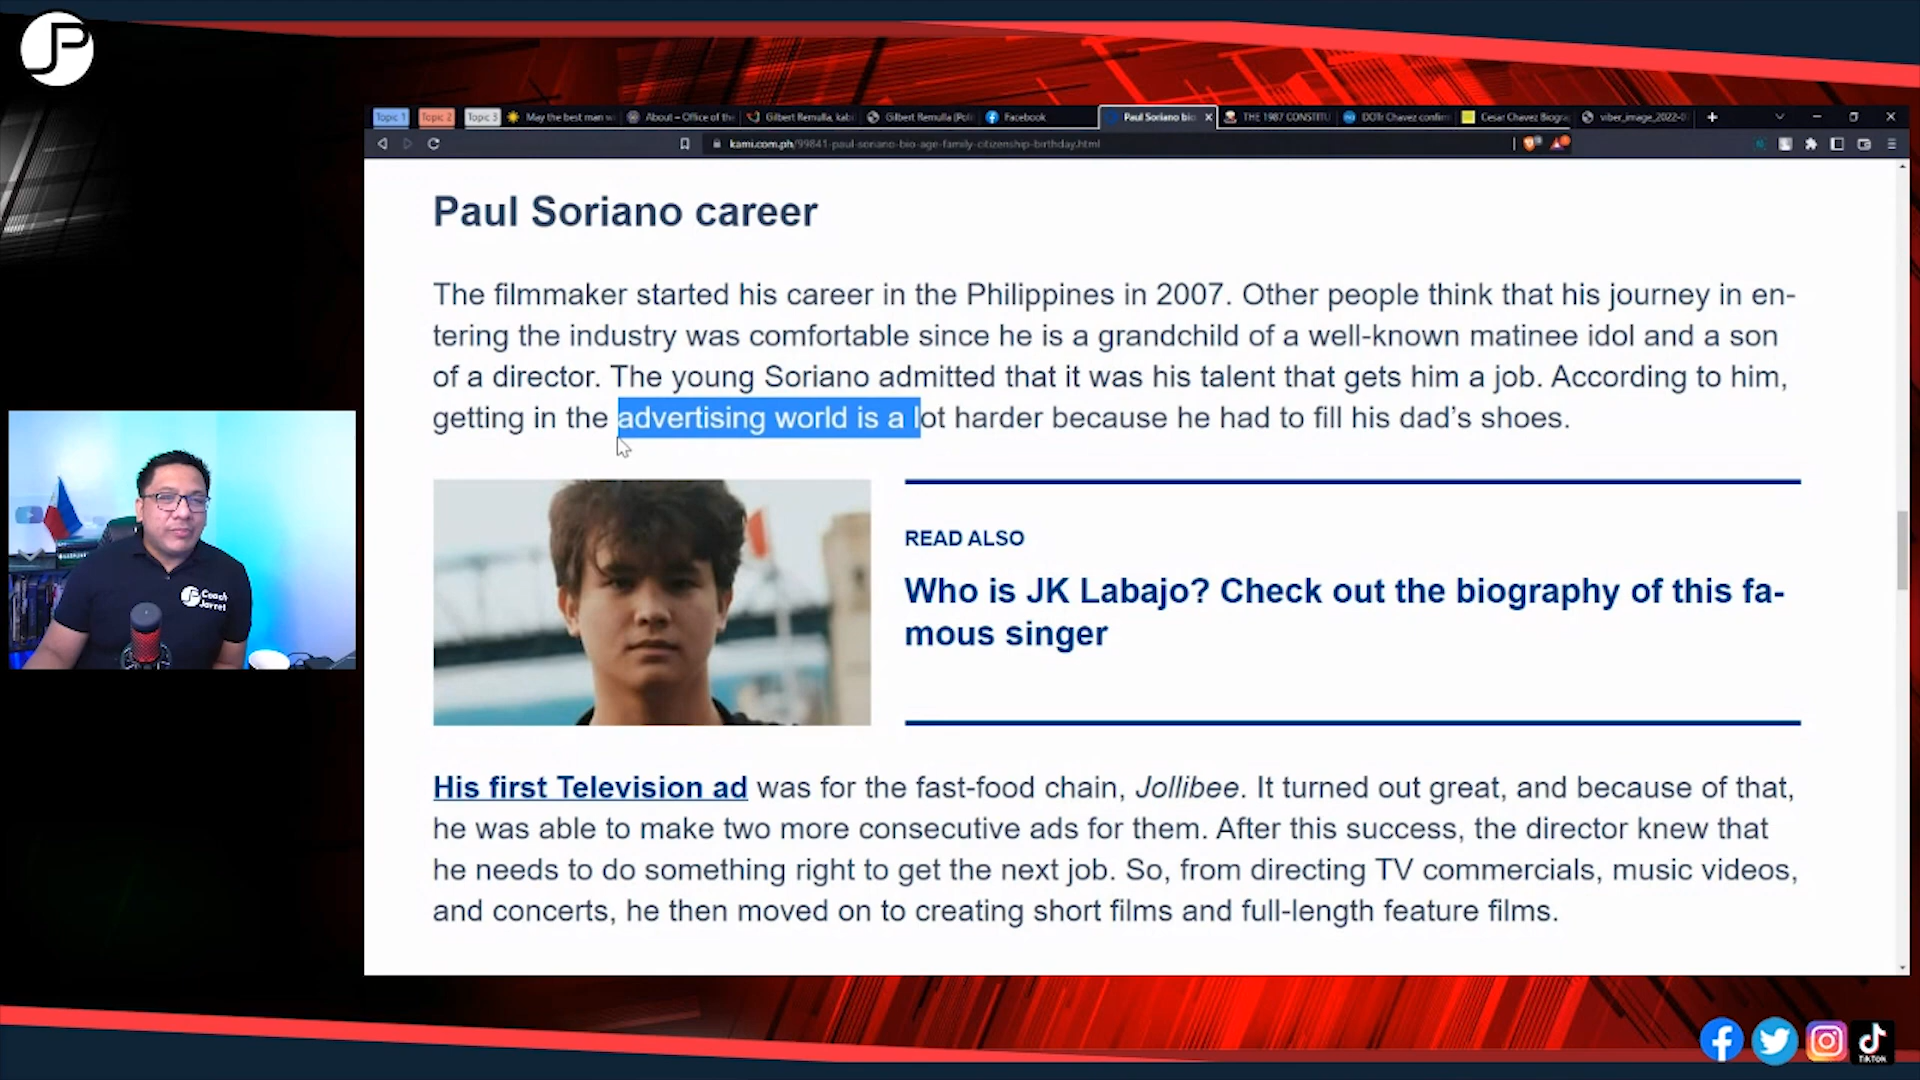 JP
Topic 1 Topic 2 Topic 3 May the best man w About – Office of th Gilbert Remulla, kab Gilbert Remulla (Poli Facebook Paul Soriano bio THE 1987 CONSTITU DOTr Chavez confirm Cesar Chavez Biogra viber_image_2022-0
kami.com.ph/99841-paul-soriano-bio-age-family-citizenship-birthday.html
Paul Soriano career
The filmmaker started his career in the Philippines in 2007. Other people think that his journey in en-
tering the industry was comfortable since he is a grandchild of a well-known matinee idol and a son
of a director. The young Soriano admitted that it was his talent that gets him a job. According to him,
getting in the advertising world is a lot harder because he had to fill his dad's shoes.
READ ALSO
Who is JK Labajo? Check out the biography of this fa-
mous singer
His first Television ad was for the fast-food chain, Jollibee. It turned out great, and because of that,
he was able to make two more consecutive ads for them. After this success, the director knew that
he needs to do something right to get the next job. So, from directing TV commercials, music videos,
and concerts, he then moved on to creating short films and full-length feature films.
Coach
Jarret
TikTok